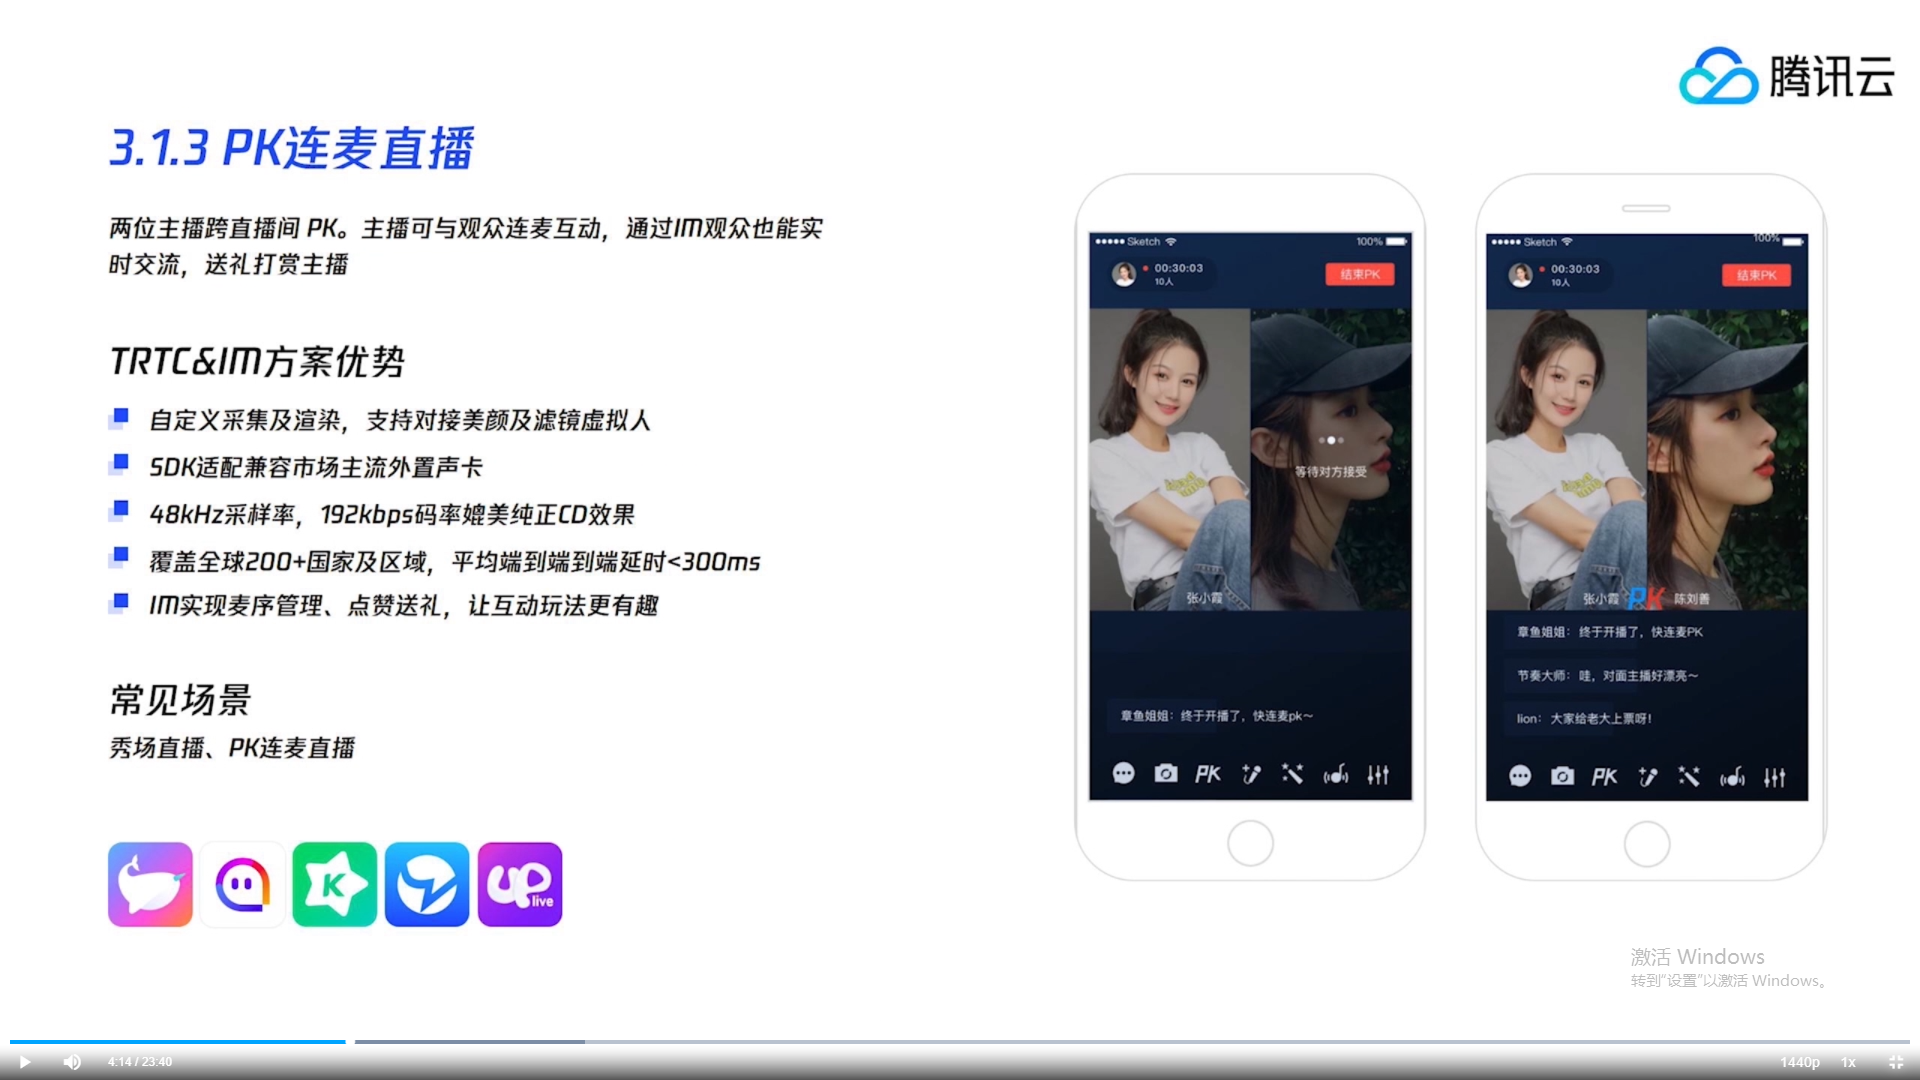 腾讯云
3.1.3 PK连麦直播
两位主播跨直播间 PK。主播可与观众连麦互动，通过IM观众也能实
时交流，送礼打赏主播
TRTC&IM方案优势
自定义采集及渲染，支持对接美颜及滤镜虚拟人
SDK适配兼容市场主流外置声卡
48kHz采样率，192kbps码率媲美纯正CD效果
覆盖全球200+国家及区域，平均端到端到端延时<300ms
IM实现麦序管理、点赞送礼，让互动玩法更有趣
常见场景
秀场直播、PK连麦直播
K
UP
live
Sketch
100%
00:30:03
10人
结束PK
等待对方接受
张小霞
章鱼姐姐：终于开播了，快连麦pk～
PK
Sketch
100%
00:30:03
10人
结束PK
张小霞 PK 陈刘善
章鱼姐姐：终于开播了，快连麦PK
节奏大师：哇，对面主播好漂亮～
lion：大家给老大上票呀！
PK
激活 Windows
转到"设置"以激活 Windows。
4:14 / 23:40
1440p
1x